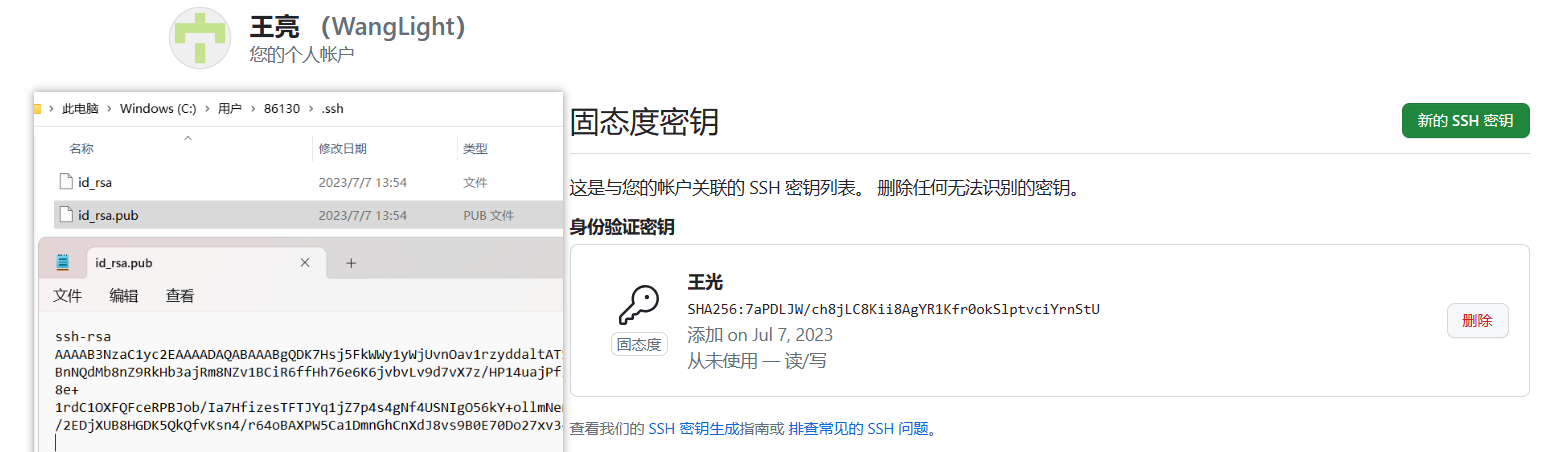 王亮 （WangLight）
您的个人帐户
此电脑 > Windows (C:) > 用户 > 86130 > .ssh
名称 修改日期 类型
id_rsa 2023/7/7 13:54 文件
id_rsa.pub 2023/7/7 13:54 PUB 文件
id_rsa.pub
文件 编辑 查看
ssh-rsa
AAAAB3NzaC1yc2EAAAADAQABAAABgQDK7Hsj5FkWWy1yWjUvnOav1rzyddaltAT
BnNQdMb8nZ9RkHb3ajRm8NZv1BCiR6ffHh76e6K6jvbvLv9d7vX7z/HP14uajPf
8e+
1rdC1OXFQFceRPBJob/Ia7HfizesTFTJYq1jZ7p4s4gNf4USNIgO56kY+ollmNe
/2EDjXUB8HGDK5QkQfvKsn4/r64oBAXPW5Ca1DmnGhCnXdJ8vs9B0E70Do27xv3
固态度密钥
新的 SSH 密钥
这是与您的帐户关联的 SSH 密钥列表。 删除任何无法识别的密钥。
身份验证密钥
王光
SHA256:7aPDLJW/ch8jLC8Kii8AgYR1Kfr0okSlptvciYrnStU
添加 on Jul 7, 2023
从未使用 — 读/写
固态度
删除
查看我们的 SSH 密钥生成指南或 排查常见的 SSH 问题。